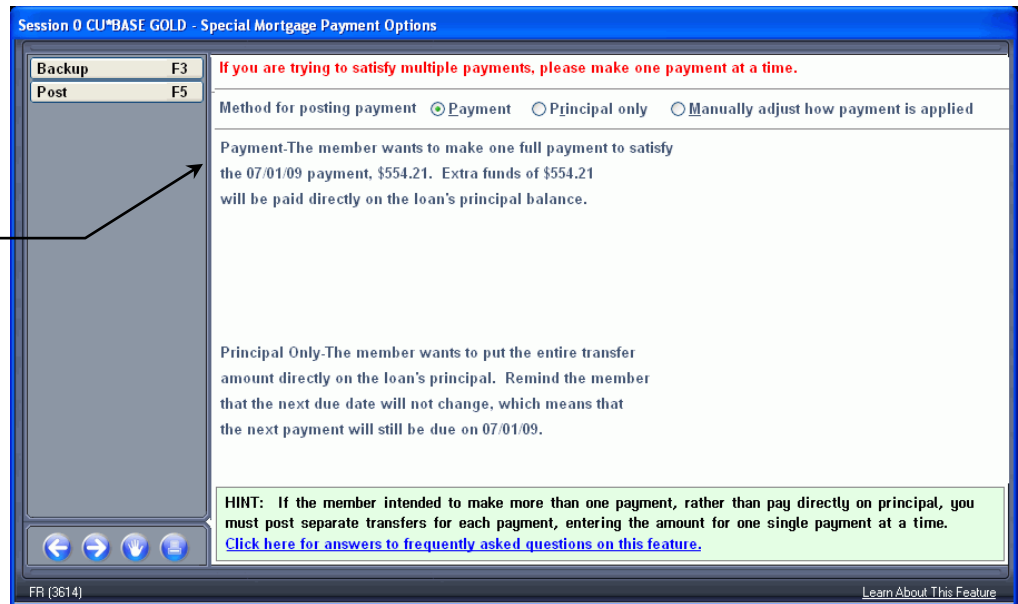 Session 0 CU*BASE GOLD - Special Mortgage Payment Options
Backup F3
Post F5
If you are trying to satisfy multiple payments, please make one payment at a time.
Method for posting payment Payment Principal only Manually adjust how payment is applied
Payment-The member wants to make one full payment to satisfy
the 07/01/09 payment, $554.21. Extra funds of $554.21
will be paid directly on the loan's principal balance.
Principal Only-The member wants to put the entire transfer
amount directly on the loan's principal. Remind the member
that the next due date will not change, which means that
the next payment will still be due on 07/01/09.
HINT: If the member intended to make more than one payment, rather than pay directly on principal, you
must post separate transfers for each payment, entering the amount for one single payment at a time.
Click here for answers to frequently asked questions on this feature.
FR (3614)
Learn About This Feature